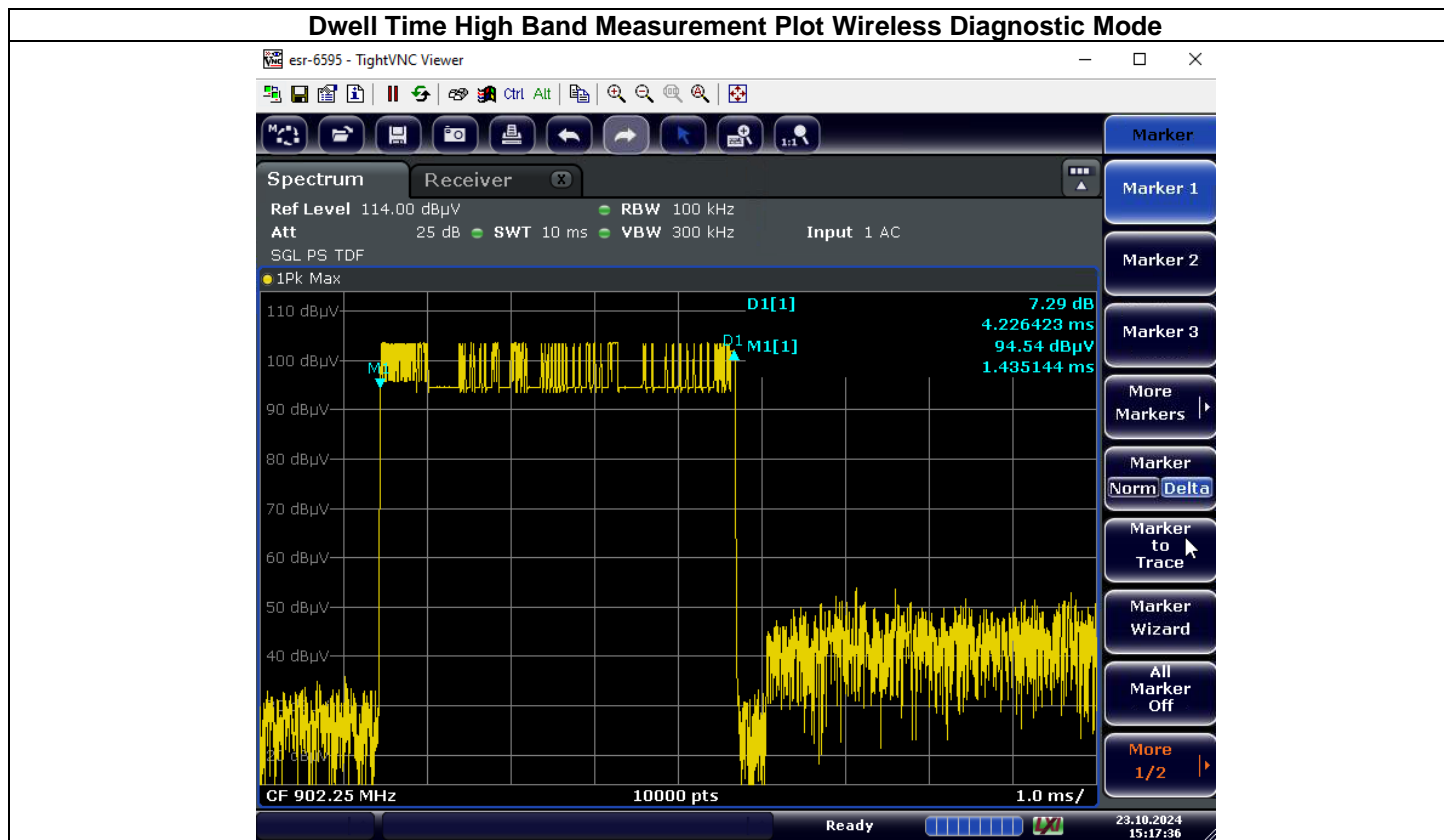 Dwell Time High Band Measurement Plot Wireless Diagnostic Mode
esr-6595 - TightVNC Viewer
Ctrl Alt
1:1
Marker
Spectrum Receiver
Marker 1
Ref Level 114.00 dBµV RBW 100 kHz
Att 25 dB SWT 10 ms VBW 300 kHz Input 1 AC
SGL PS TDF
Marker 2
1Pk Max
110 dBµV
D1[1] 7.29 dB
4.226423 ms
Marker 3
D1 M1[1] 94.54 dBµV
100 dBµV
M1
1.435144 ms
More
Markers
90 dBµV
80 dBµV
Marker
Norm Delta
70 dBµV
Marker
to
Trace
60 dBµV
50 dBµV
Marker
Wizard
40 dBµV
All
Marker
Off
More
1/2
CF 902.25 MHz 10000 pts 1.0 ms/
Ready LXI 23.10.2024
15:17:36